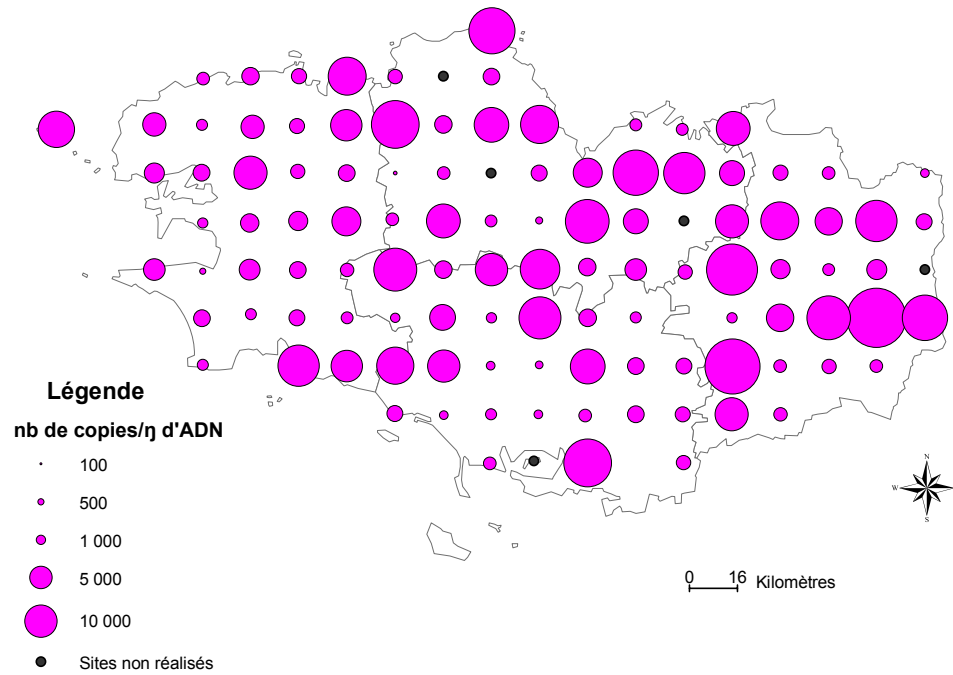 Légende
nb de copies/ŋ d'ADN
100
500
1 000
5 000
10 000
Sites non réalisés
N
W
E
S
0 16 Kilomètres